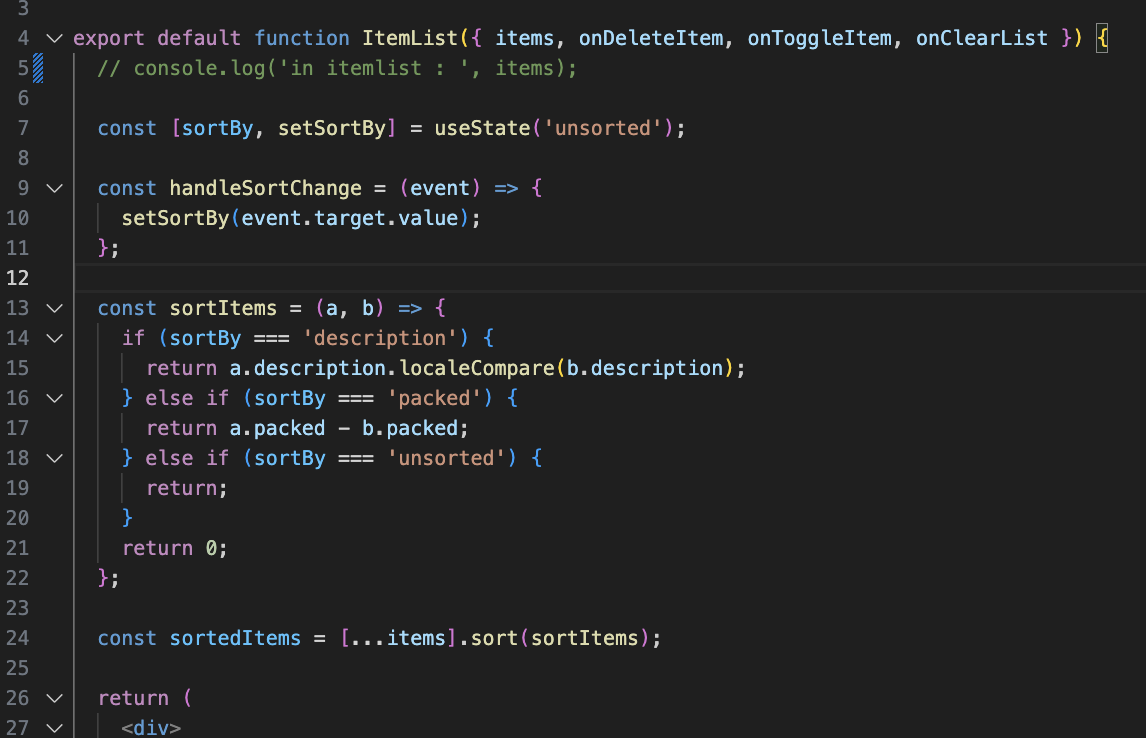 3
4 export default function ItemList({ items, onDeleteItem, onToggleItem, onClearList }) {
5 // console.log('in itemlist : ', items);
6
7 const [sortBy, setSortBy] = useState('unsorted');
8
9 const handleSortChange = (event) => {
10 setSortBy(event.target.value);
11 };
12
13 const sortItems = (a, b) => {
14 if (sortBy === 'description') {
15 return a.description.localeCompare(b.description);
16 } else if (sortBy === 'packed') {
17 return a.packed - b.packed;
18 } else if (sortBy === 'unsorted') {
19 return;
20 }
21 return 0;
22 };
23
24 const sortedItems = [...items].sort(sortItems);
25
26 return (
27 <div>